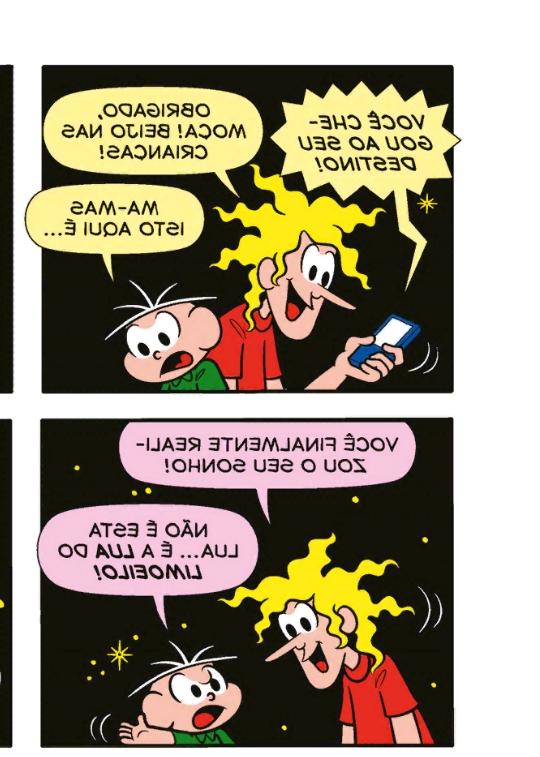 VOCÊ CHE-
GOU AO SEU
DESTINO!
OBRIGADO,
MOÇA! BEIJO NAS
CRIANÇAS!
MA-MAS
ISTO AQUI É...
VOCÊ FINALMENTE REALI-
ZOU O SEU SONHO!
NÃO É ESTA
LUA... É A LUA DO
LIMOEILO!